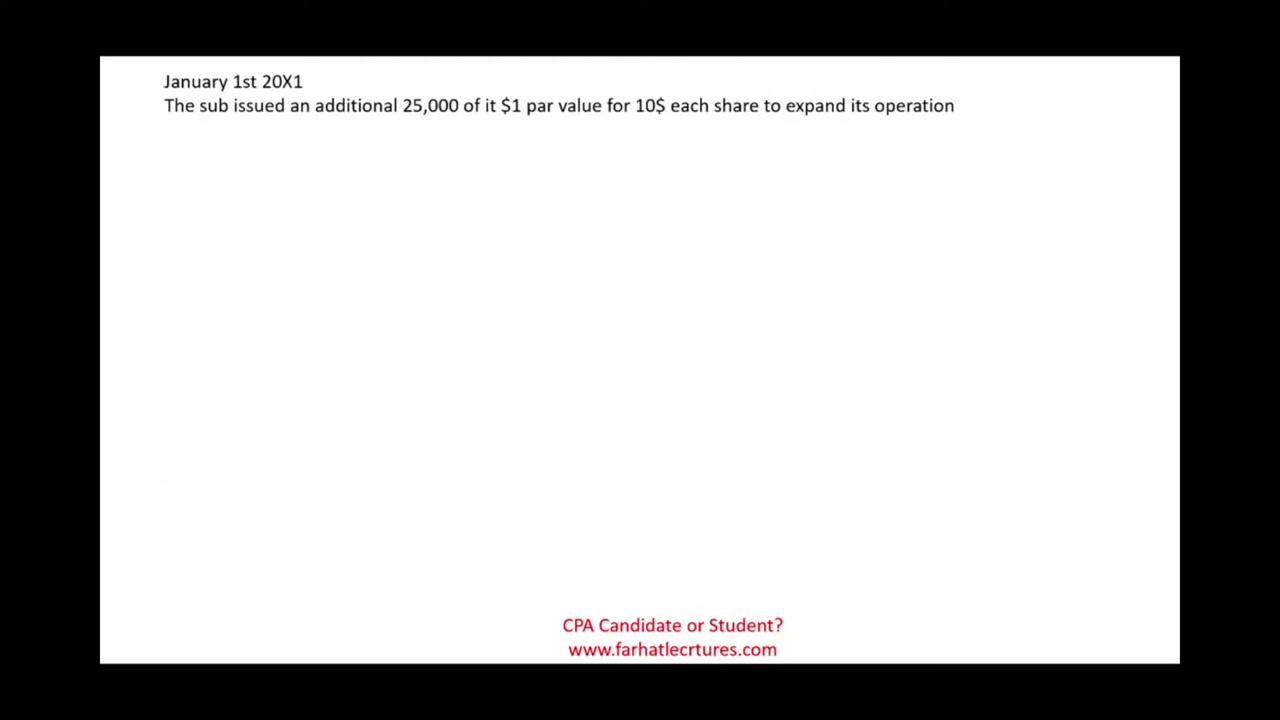 January 1st 20X1
The sub issued an additional 25,000 of it $1 par value for 10$ each share to expand its operation
CPA Candidate or Student?
www.farhatlecrtures.com